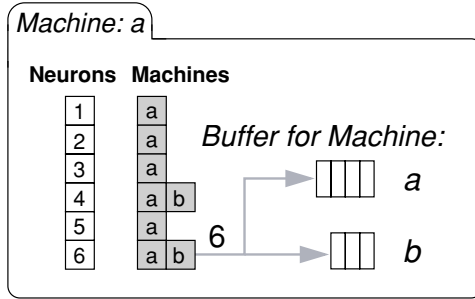 Machine: a
Neurons Machines
1 a
2 a
Buffer for Machine:
3 a
a
4 a b
5 a
6
6 a b
b